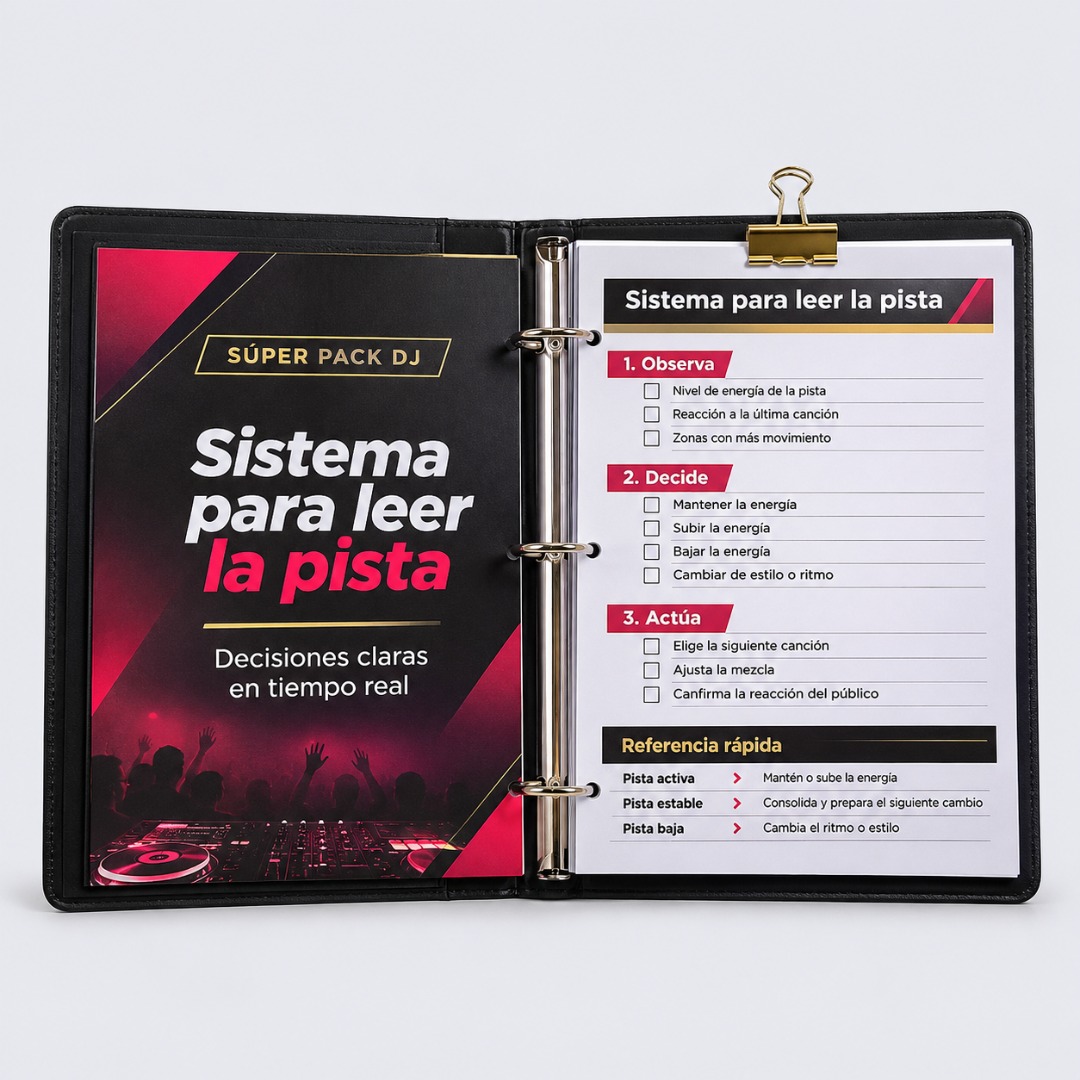 SÚPER PACK DJ
Sistema
para leer
la pista
Decisiones claras
en tiempo real
Sistema para leer la pista
1. Observa
Nivel de energía de la pista
Reacción a la última canción
Zonas con más movimiento
2. Decide
Mantener la energía
Subir la energía
Bajar la energía
Cambiar de estilo o ritmo
3. Actúa
Elige la siguiente canción
Ajusta la mezcla
Confirma la reacción del público
Referencia rápida
Pista activa Mantén o sube la energía
Pista estable Consolida y prepara el siguiente cambio
Pista baja Cambia el ritmo o estilo